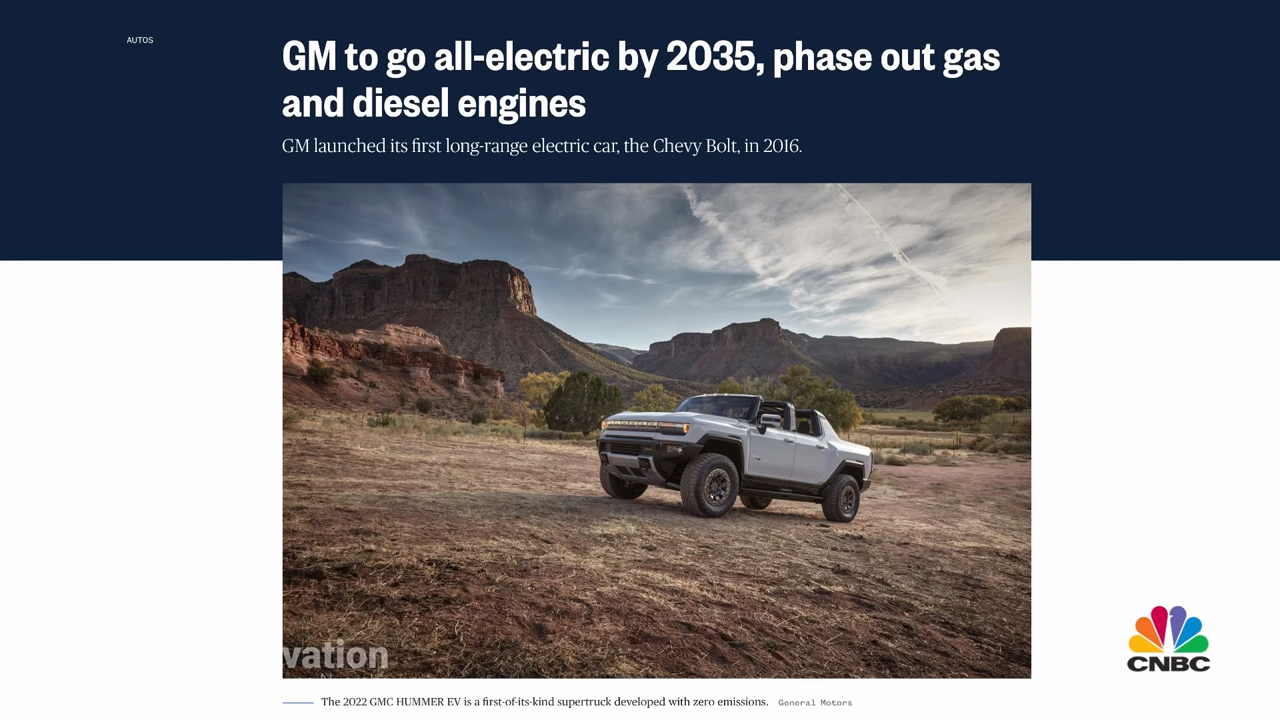 AUTOS
GM to go all-electric by 2035, phase out gas
and diesel engines
GM launched its first long-range electric car, the Chevy Bolt, in 2016.
vation
CNBC
The 2022 GMC HUMMER EV is a first-of-its-kind supertruck developed with zero emissions. General Motors